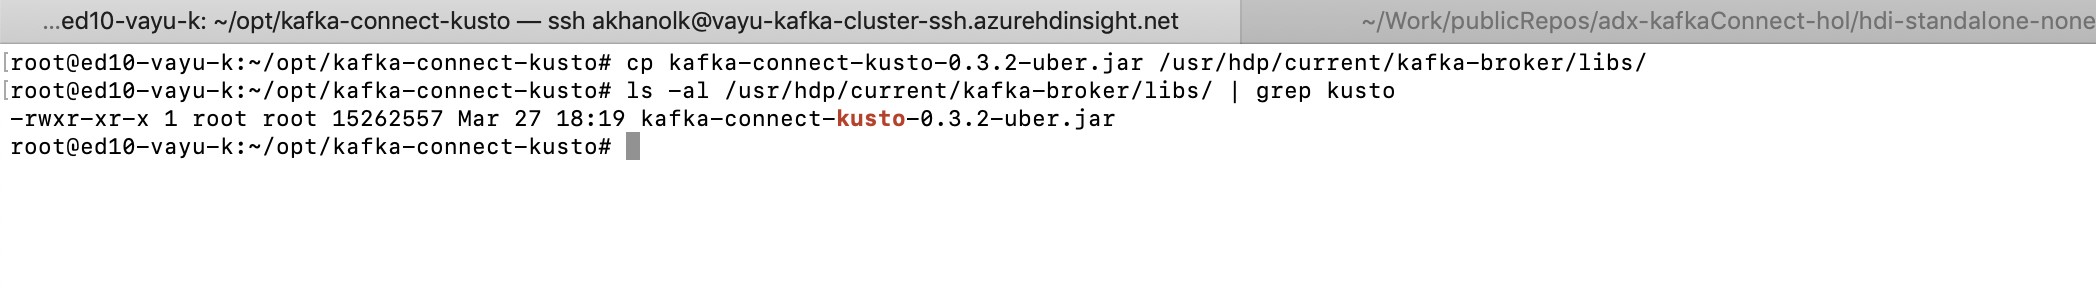 ...ed10-vayu-k: ~/opt/kafka-connect-kusto — ssh akhanolk@vayu-kafka-cluster-ssh.azurehdinsight.net
~/Work/publicRepos/adx-kafkaConnect-hol/hdi-standalone-none
[root@ed10-vayu-k:~/opt/kafka-connect-kusto# cp kafka-connect-kusto-0.3.2-uber.jar /usr/hdp/current/kafka-broker/libs/
[root@ed10-vayu-k:~/opt/kafka-connect-kusto# ls -al /usr/hdp/current/kafka-broker/libs/ | grep kusto
-rwxr-xr-x 1 root root 15262557 Mar 27 18:19 kafka-connect-kusto-0.3.2-uber.jar
root@ed10-vayu-k:~/opt/kafka-connect-kusto#